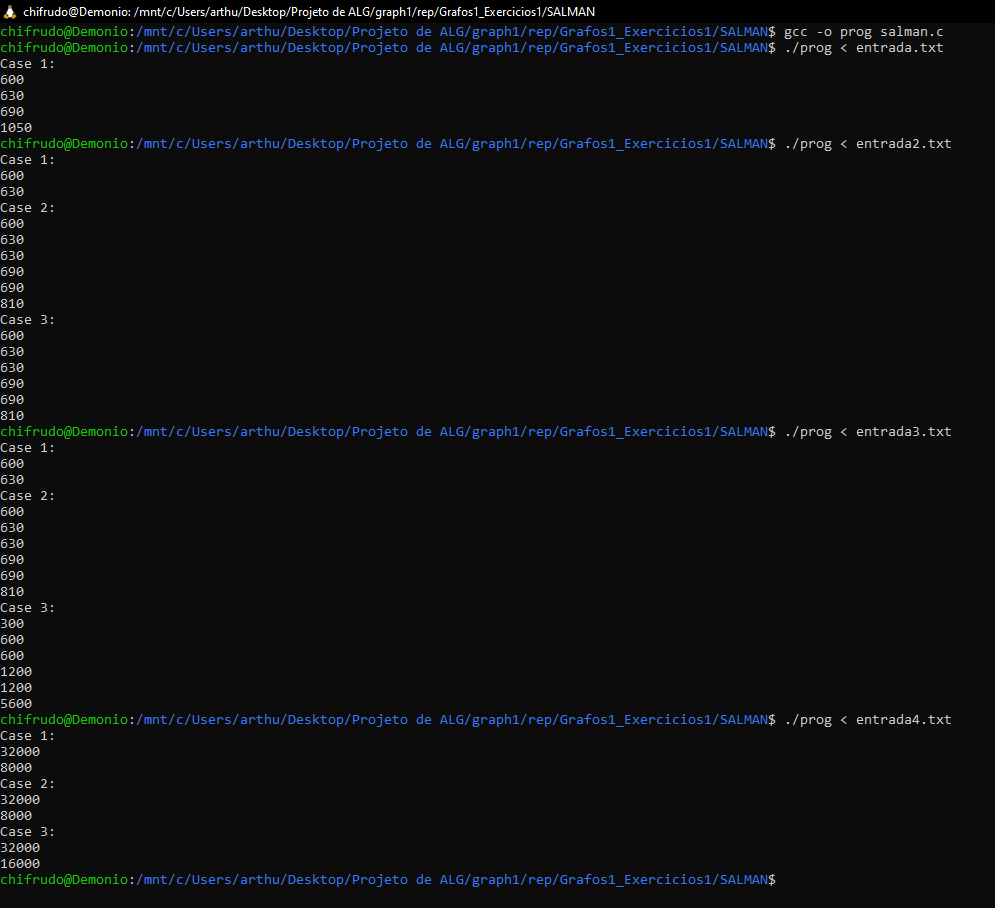 chifrudo@Demonio: /mnt/c/Users/arthu/Desktop/Projeto de ALG/graph1/rep/Grafos1_Exercicios1/SALMAN
chifrudo@Demonio:/mnt/c/Users/arthu/Desktop/Projeto de ALG/graph1/rep/Grafos1_Exercicios1/SALMAN$ gcc -o prog salman.c
chifrudo@Demonio:/mnt/c/Users/arthu/Desktop/Projeto de ALG/graph1/rep/Grafos1_Exercicios1/SALMAN$ ./prog < entrada.txt
Case 1:
600
630
690
1050
chifrudo@Demonio:/mnt/c/Users/arthu/Desktop/Projeto de ALG/graph1/rep/Grafos1_Exercicios1/SALMAN$ ./prog < entrada2.txt
Case 1:
600
630
Case 2:
600
630
630
690
690
810
Case 3:
600
630
630
690
690
810
chifrudo@Demonio:/mnt/c/Users/arthu/Desktop/Projeto de ALG/graph1/rep/Grafos1_Exercicios1/SALMAN$ ./prog < entrada3.txt
Case 1:
600
630
Case 2:
600
630
630
690
690
810
Case 3:
300
600
600
1200
1200
5600
chifrudo@Demonio:/mnt/c/Users/arthu/Desktop/Projeto de ALG/graph1/rep/Grafos1_Exercicios1/SALMAN$ ./prog < entrada4.txt
Case 1:
32000
8000
Case 2:
32000
8000
Case 3:
32000
16000
chifrudo@Demonio:/mnt/c/Users/arthu/Desktop/Projeto de ALG/graph1/rep/Grafos1_Exercicios1/SALMAN$